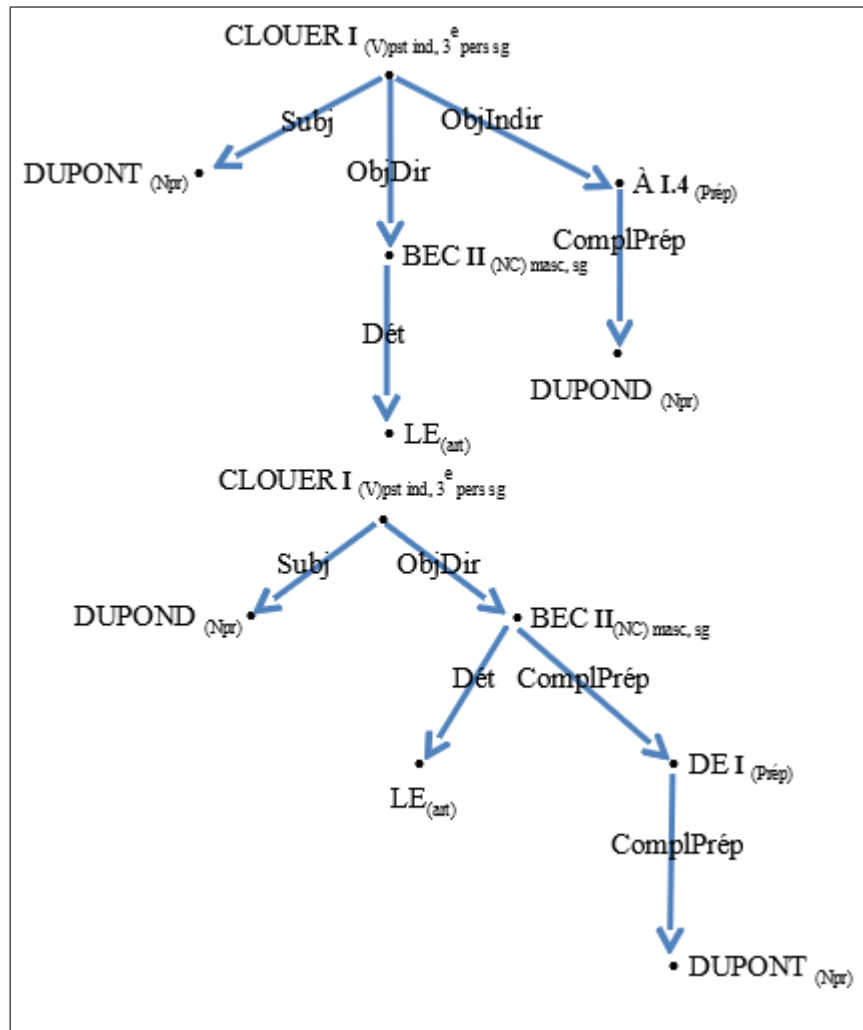 CLOUER I (V)pst ind, 3e pers sg
Subj
ObjIndir
DUPONT (Npr)
ObjDir
À I.4 (Prép)
ComplPrép
BEC II (NC) masc, sg
Dét
DUPOND (Npr)
LE(art)
CLOUER I (V)pst ind, 3e pers sg
Subj
ObjDir
DUPOND (Npr)
BEC II(NC) masc, sg
Dét
ComplPrép
DE I (Prép)
LE(art)
ComplPrép
DUPONT (Npr)